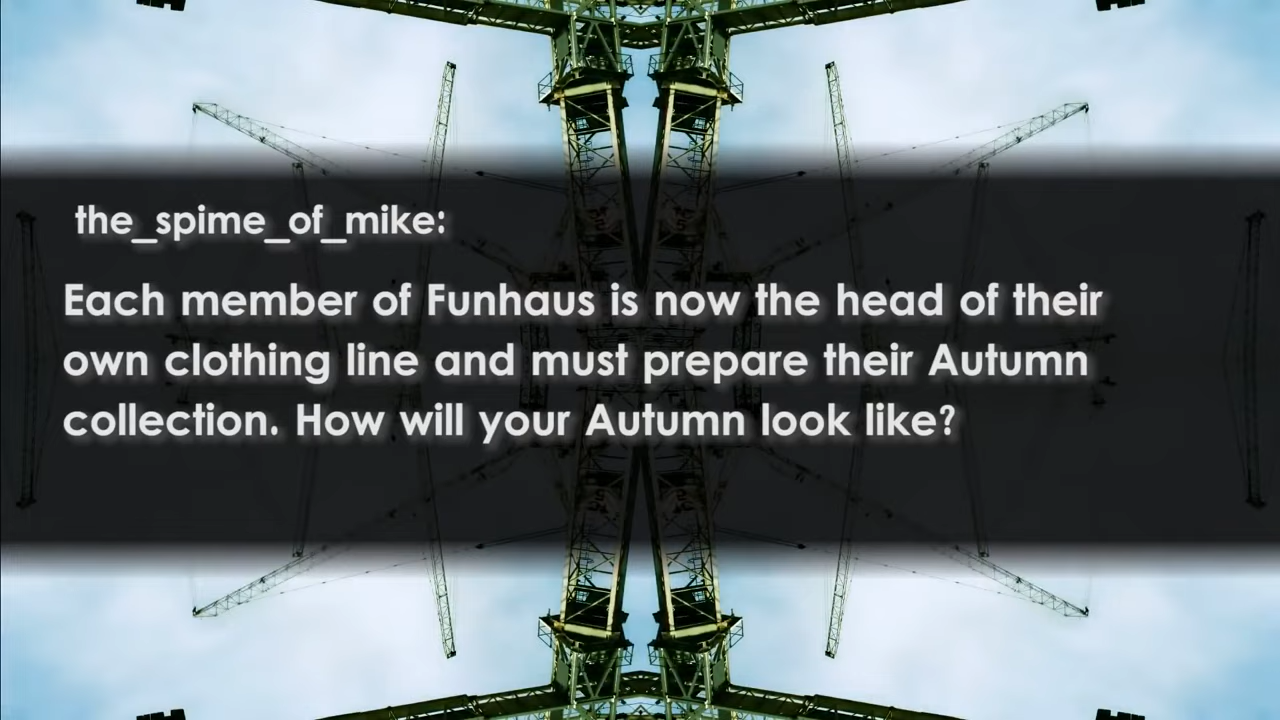 the_spime_of_mike:
Each member of Funhaus is now the head of their
own clothing line and must prepare their Autumn
collection. How will your Autumn look like?